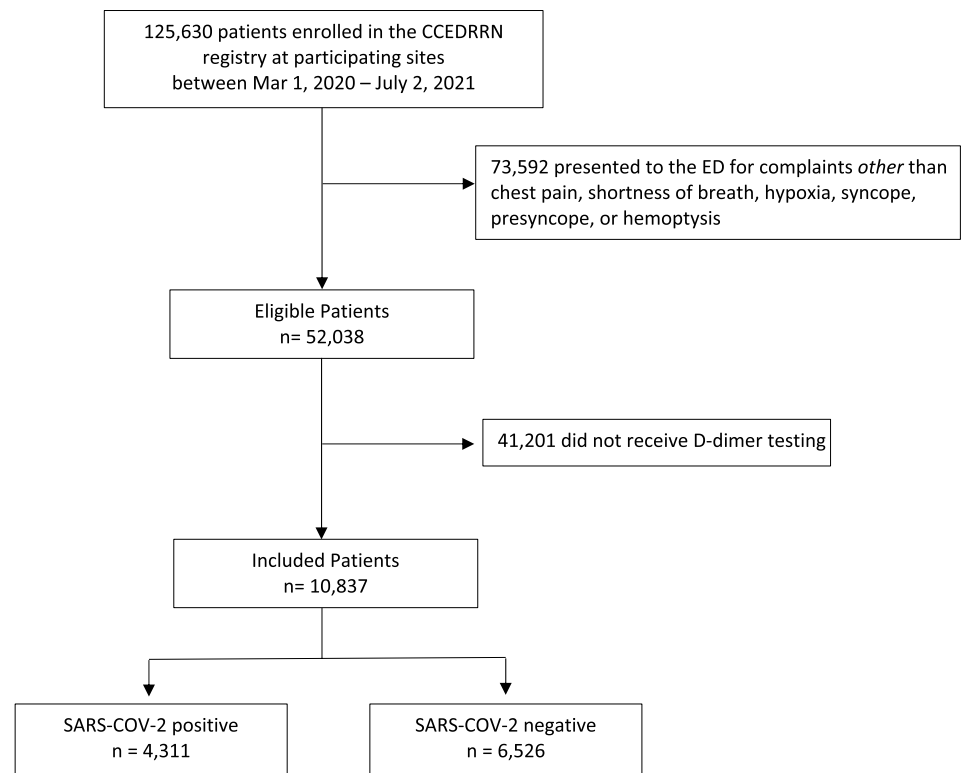 125,630 patients enrolled in the CCEDRRN
registry at participating sites
between Mar 1, 2020 – July 2, 2021
73,592 presented to the ED for complaints other than
chest pain, shortness of breath, hypoxia, syncope,
presyncope, or hemoptysis
Eligible Patients
n= 52,038
41,201 did not receive D-dimer testing
Included Patients
n= 10,837
SARS-COV-2 positive
n = 4,311
SARS-COV-2 negative
n = 6,526